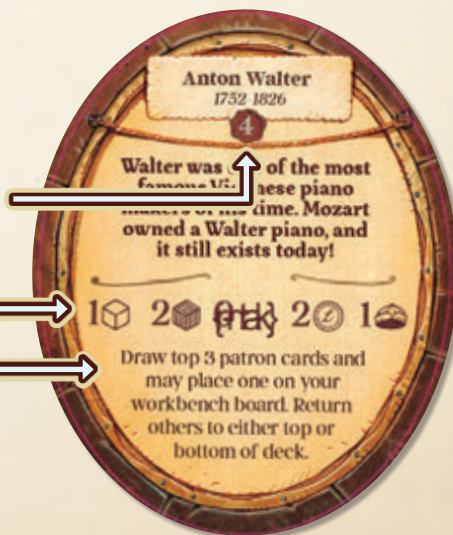 Anton Walter
1752-1826
4
Walter was of the most
famous nese piano
makers of his time. Mozart
owned a Walter piano, and
it still exists today!
1 2 2 1
Draw top 3 patron cards and
may place one on your
workbench board. Return
others to either top or
bottom of deck.